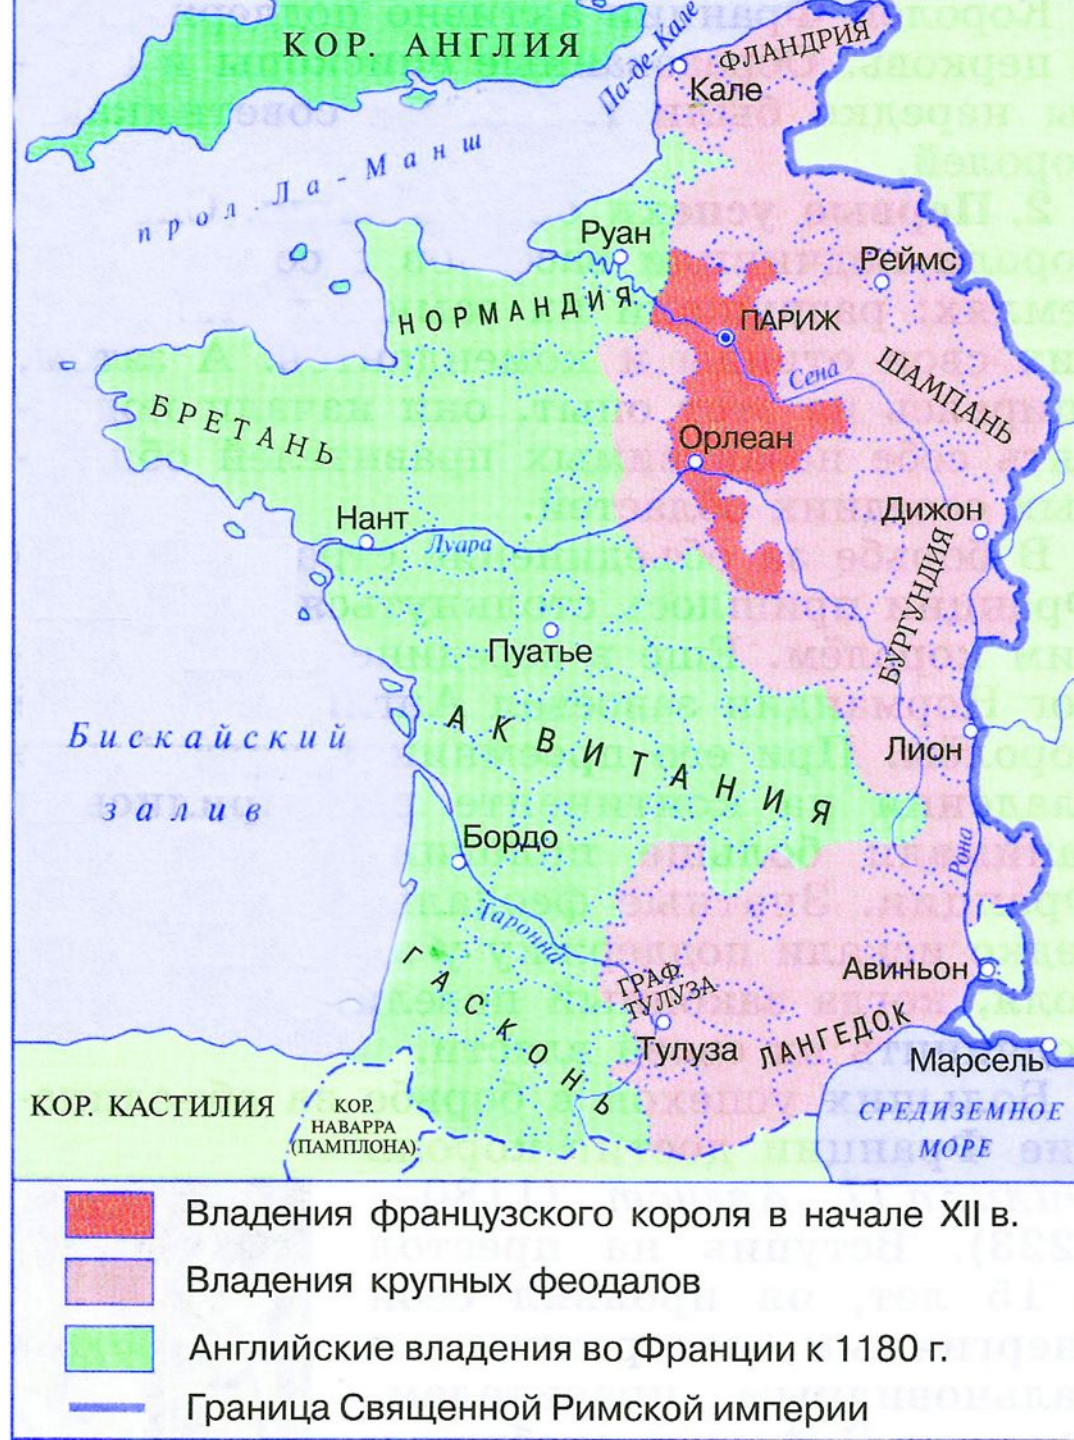 КОР. АНГЛИЯ
Па-де-Кале
ФЛАНДРИЯ
Кале
прол. Ла-Манш
Руан
Реймс
НОРМАНДИЯ
ПАРИЖ
Сена
ШАМПАНЬ
БРЕТАНЬ
Орлеан
Нант
Луара
Дижон
БУРГУНДИЯ
Пуатье
Бискайский
залив
АКВИТАНИЯ
Лион
Бордо
Рона
Гаронна
ГАСКОНЬ
Авиньон
ГРАФ.
ТУЛУЗА
Тулуза
ЛАНГЕДОК
Марсель
КОР. КАСТИЛИЯ
КОР.
НАВАРРА
(ПАМПЛОНА)
СРЕДИЗЕМНОЕ
МОРЕ
Владения французского короля в начале XII в.
Владения крупных феодалов
Английские владения во Франции к 1180 г.
Граница Священной Римской империи